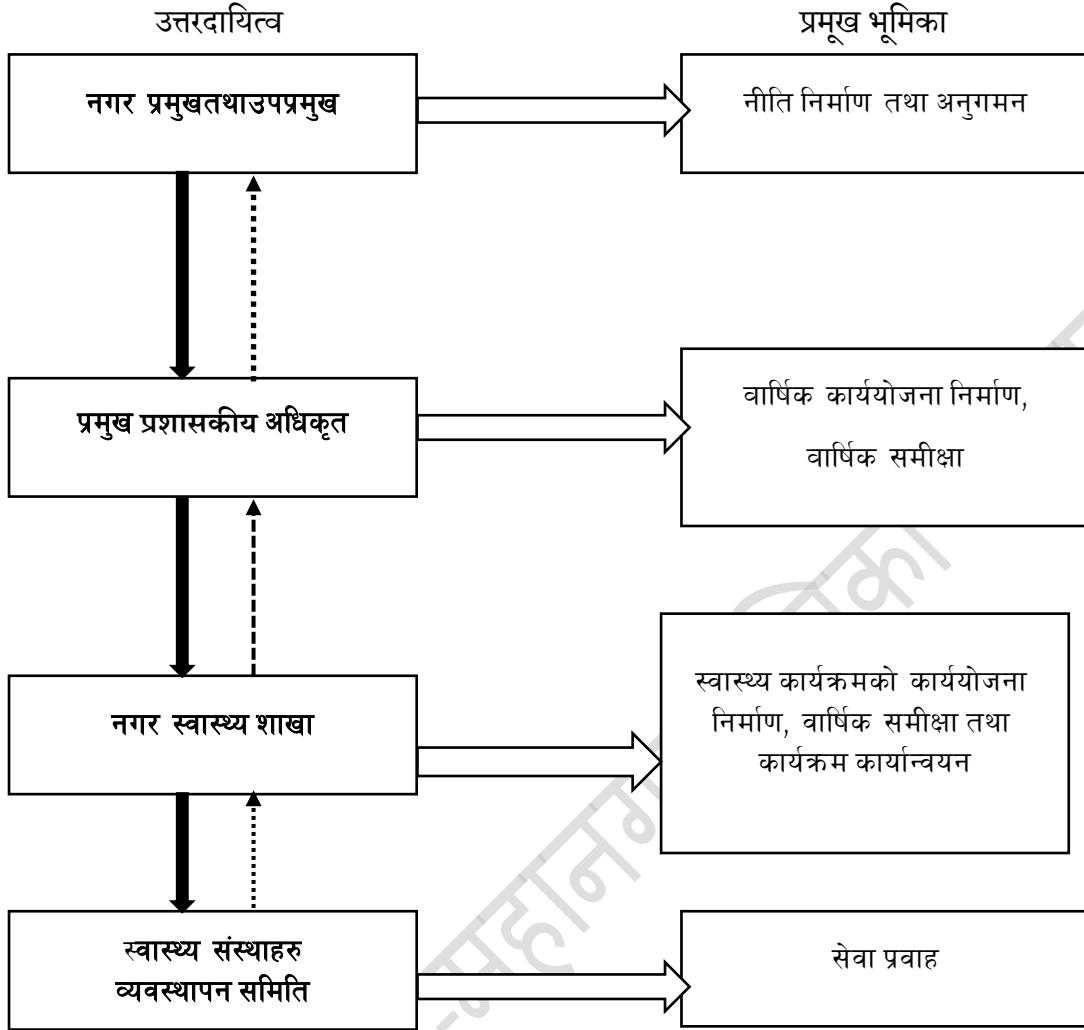 उत्तरदायित्व
प्रमूख भूमिका
नगर प्रमुखतथाउपप्रमुख
नीति निर्माण तथा अनुगमन
प्रमुख प्रशासकीय अधिकृत
वार्षिक कार्ययोजना निर्माण,
वार्षिक समीक्षा
नगर स्वास्थ्य शाखा
स्वास्थ्य कार्यक्रमको कार्ययोजना
निर्माण, वार्षिक समीक्षा तथा
कार्यक्रम कार्यान्वयन
स्वास्थ्य संस्थाहरु
व्यवस्थापन समिति
सेवा प्रवाह